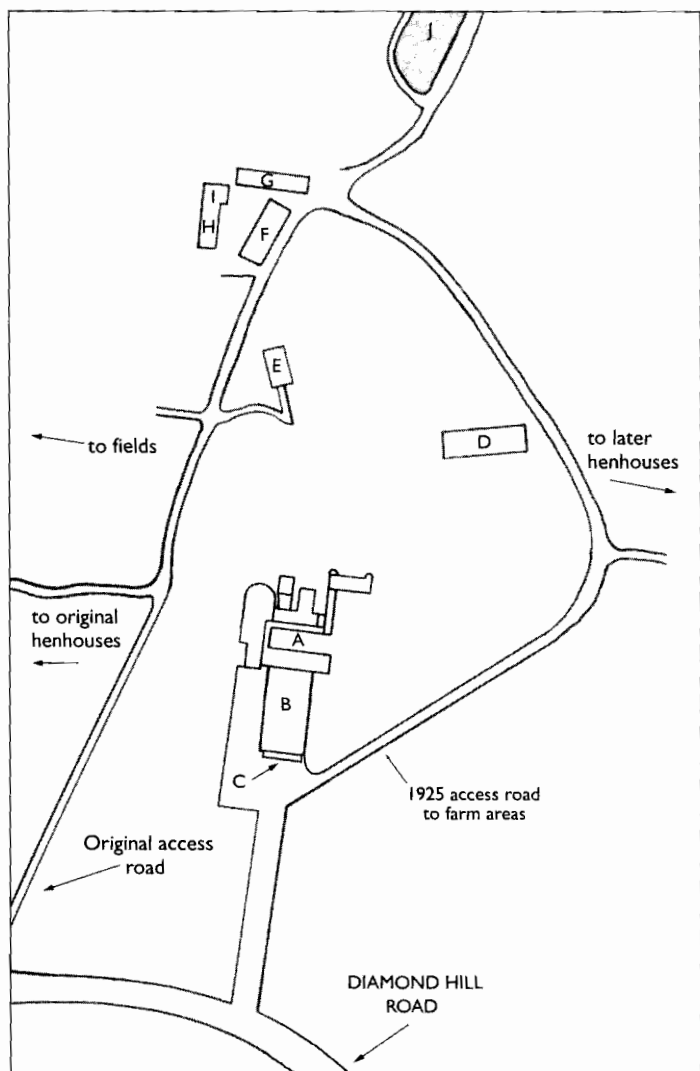 J
G
I
H
F
E
to fields
D
to later
henhouses
to original
henhouses
A
B
C
1925 access road
to farm areas
Original access
road
DIAMOND HILL
ROAD